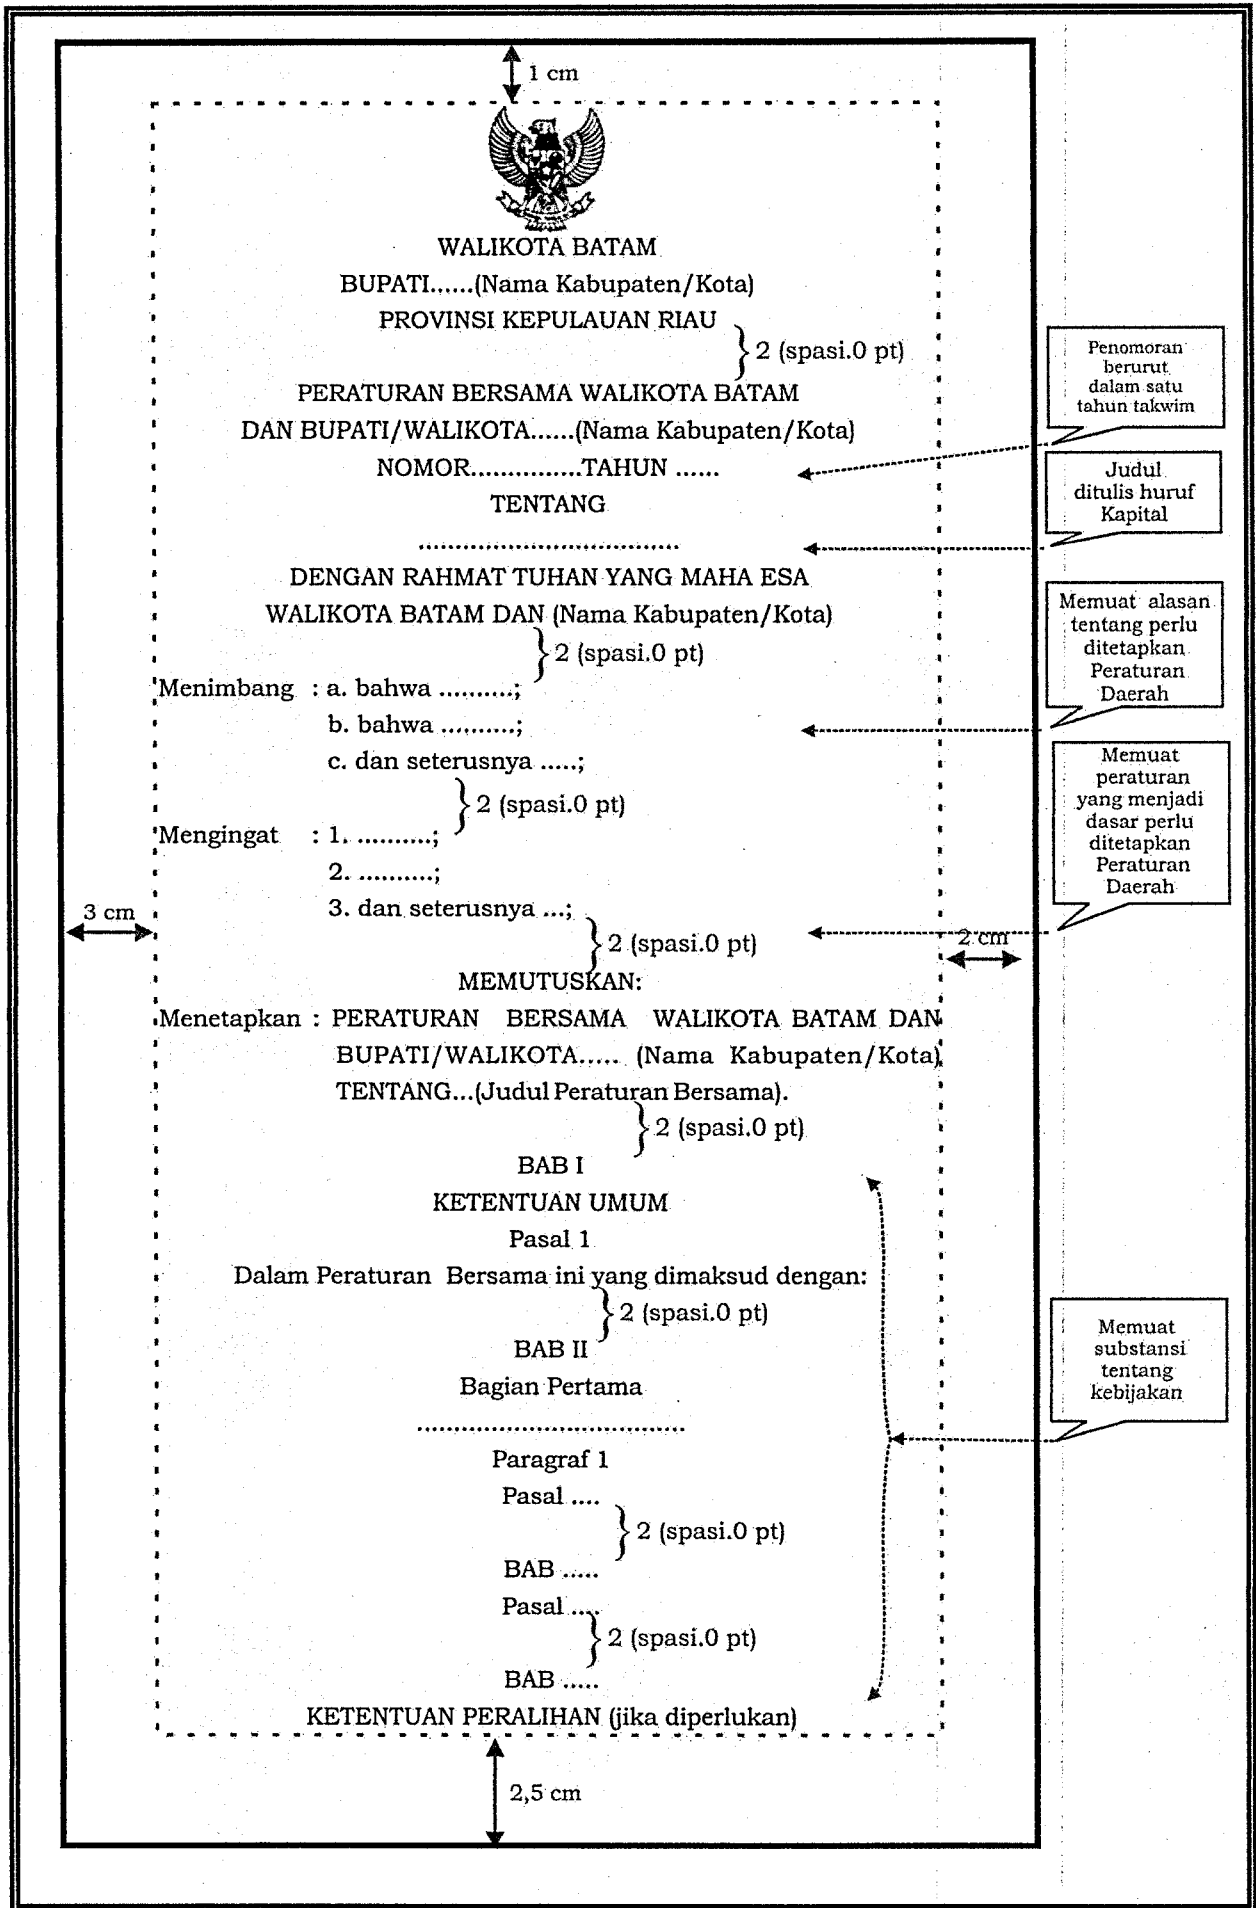 1 cm
WALIKOTA BATAM
BUPATI......(Nama Kabupaten/Kota)
PROVINSI KEPULAUAN RIAU
2 (spasi.0 pt)
PERATURAN BERSAMA WALIKOTA BATAM
DAN BUPATI/WALIKOTA......(Nama Kabupaten/Kota)
NOMOR...............TAHUN ......
TENTANG
..............................
DENGAN RAHMAT TUHAN YANG MAHA ESA
WALIKOTA BATAM DAN (Nama Kabupaten/Kota)
2 (spasi.0 pt)
Menimbang : a. bahwa ..........;
b. bahwa ..........;
c. dan seterusnya .....;
2 (spasi.0 pt)
Mengingat : 1. ..........;
2. ..........;
3. dan seterusnya ...;
2 (spasi.0 pt)
MEMUTUSKAN:
Menetapkan : PERATURAN BERSAMA WALIKOTA BATAM DAN
BUPATI/WALIKOTA..... (Nama Kabupaten/Kota)
TENTANG...(Judul Peraturan Bersama).
2 (spasi.0 pt)
BAB I
KETENTUAN UMUM
Pasal 1
Dalam Peraturan Bersama ini yang dimaksud dengan:
2 (spasi.0 pt)
BAB II
Bagian Pertama
...............................
Paragraf 1
Pasal ....
2 (spasi.0 pt)
BAB .....
Pasal ....
2 (spasi.0 pt)
BAB .....
KETENTUAN PERALIHAN (jika diperlukan)
2,5 cm
3 cm
2 cm
Penomoran
berurut
dalam satu
tahun takwim
Judul
ditulis huruf
Kapital
Memuat alasan
tentang perlu
ditetapkan
Peraturan
Daerah
Memuat
peraturan
yang menjadi
dasar perlu
ditetapkan
Peraturan
Daerah
Memuat
substansi
tentang
kebijakan